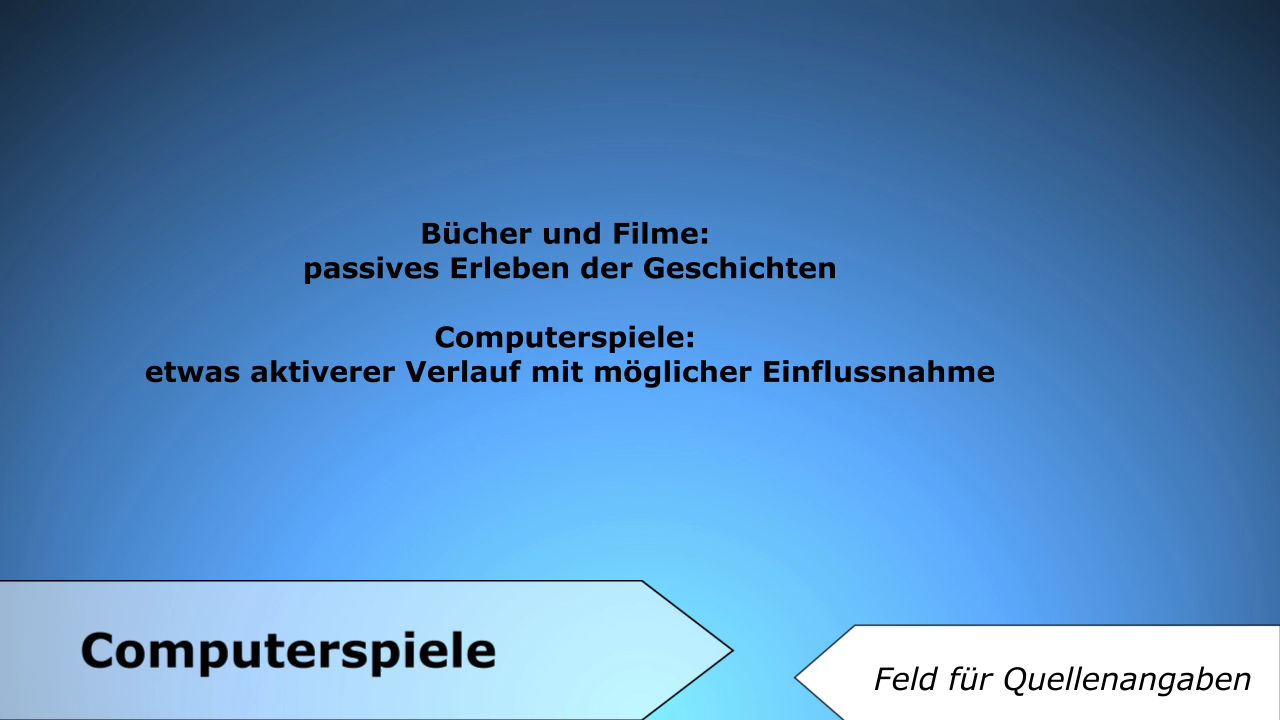 Bücher und Filme:
passives Erleben der Geschichten
Computerspiele:
etwas aktiverer Verlauf mit möglicher Einflussnahme
Computerspiele
Feld für Quellenangaben